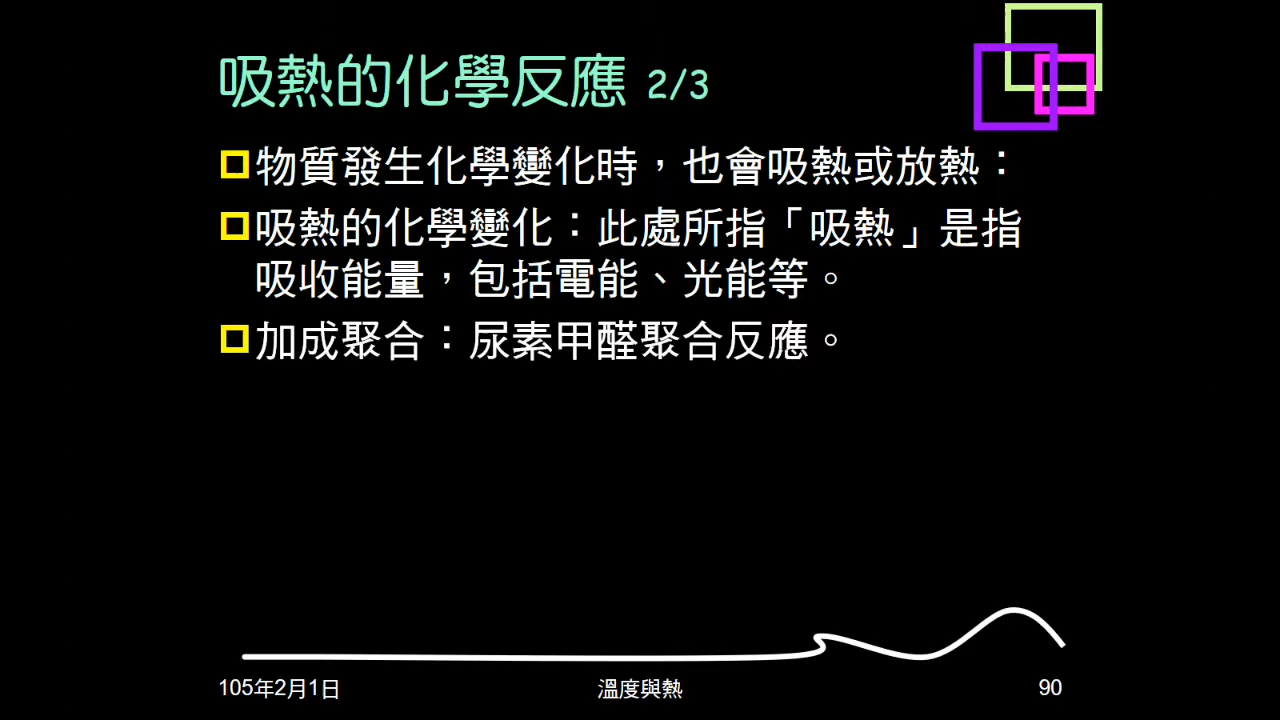 吸熱的化學反應 2/3
物質發生化學變化時，也會吸熱或放熱：
吸熱的化學變化：此處所指「吸熱」是指
吸收能量，包括電能、光能等。
加成聚合：尿素甲醛聚合反應。
105年2月1日
溫度與熱
90